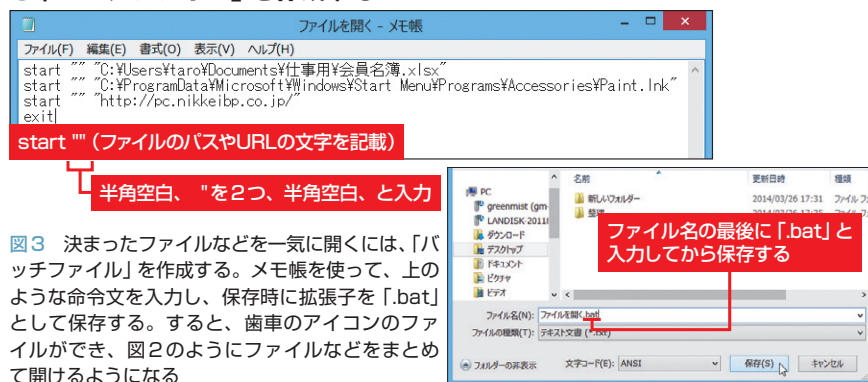 ファイルを開く - メモ帳
ファイル(F) 編集(E) 書式(O) 表示(V) ヘルプ(H)
start "" "C:¥Users¥taro¥Documents¥仕事用¥会員名簿.xlsx"
start "" "C:¥ProgramData¥Microsoft¥Windows¥Start Menu¥Programs¥Accessories¥Paint.lnk"
start "" "http://pc.nikkeibp.co.jp/"
exit
start "" (ファイルのパスやURLの文字を記載)
半角空白、 "を2つ、半角空白、と入力
図3 決まったファイルなどを一気に開くには、「バ
ッチファイル」を作成する。メモ帳を使って、上の
ような命令文を入力し、保存時に拡張子を「.bat」
として保存する。すると、歯車のアイコンのファ
イルができ、図2のようにファイルなどをまとめ
て開けるようになる
名前 更新日時 種類
PC
greenmist (gm-
LANDISK-2011
ダウンロード
デスクトップ
ドキュメント
ピクチャ
ビデオ
新しいフォルダー 2014/03/26 17:31 ファイル フォ
整理
ファイル名の最後に「.bat」と
入力してから保存する
ファイル名(N): ファイルを開く.bat
ファイルの種類(T): テキスト文書 (*.txt)
フォルダーの非表示 文字コード(E): ANSI 保存(S) キャンセル